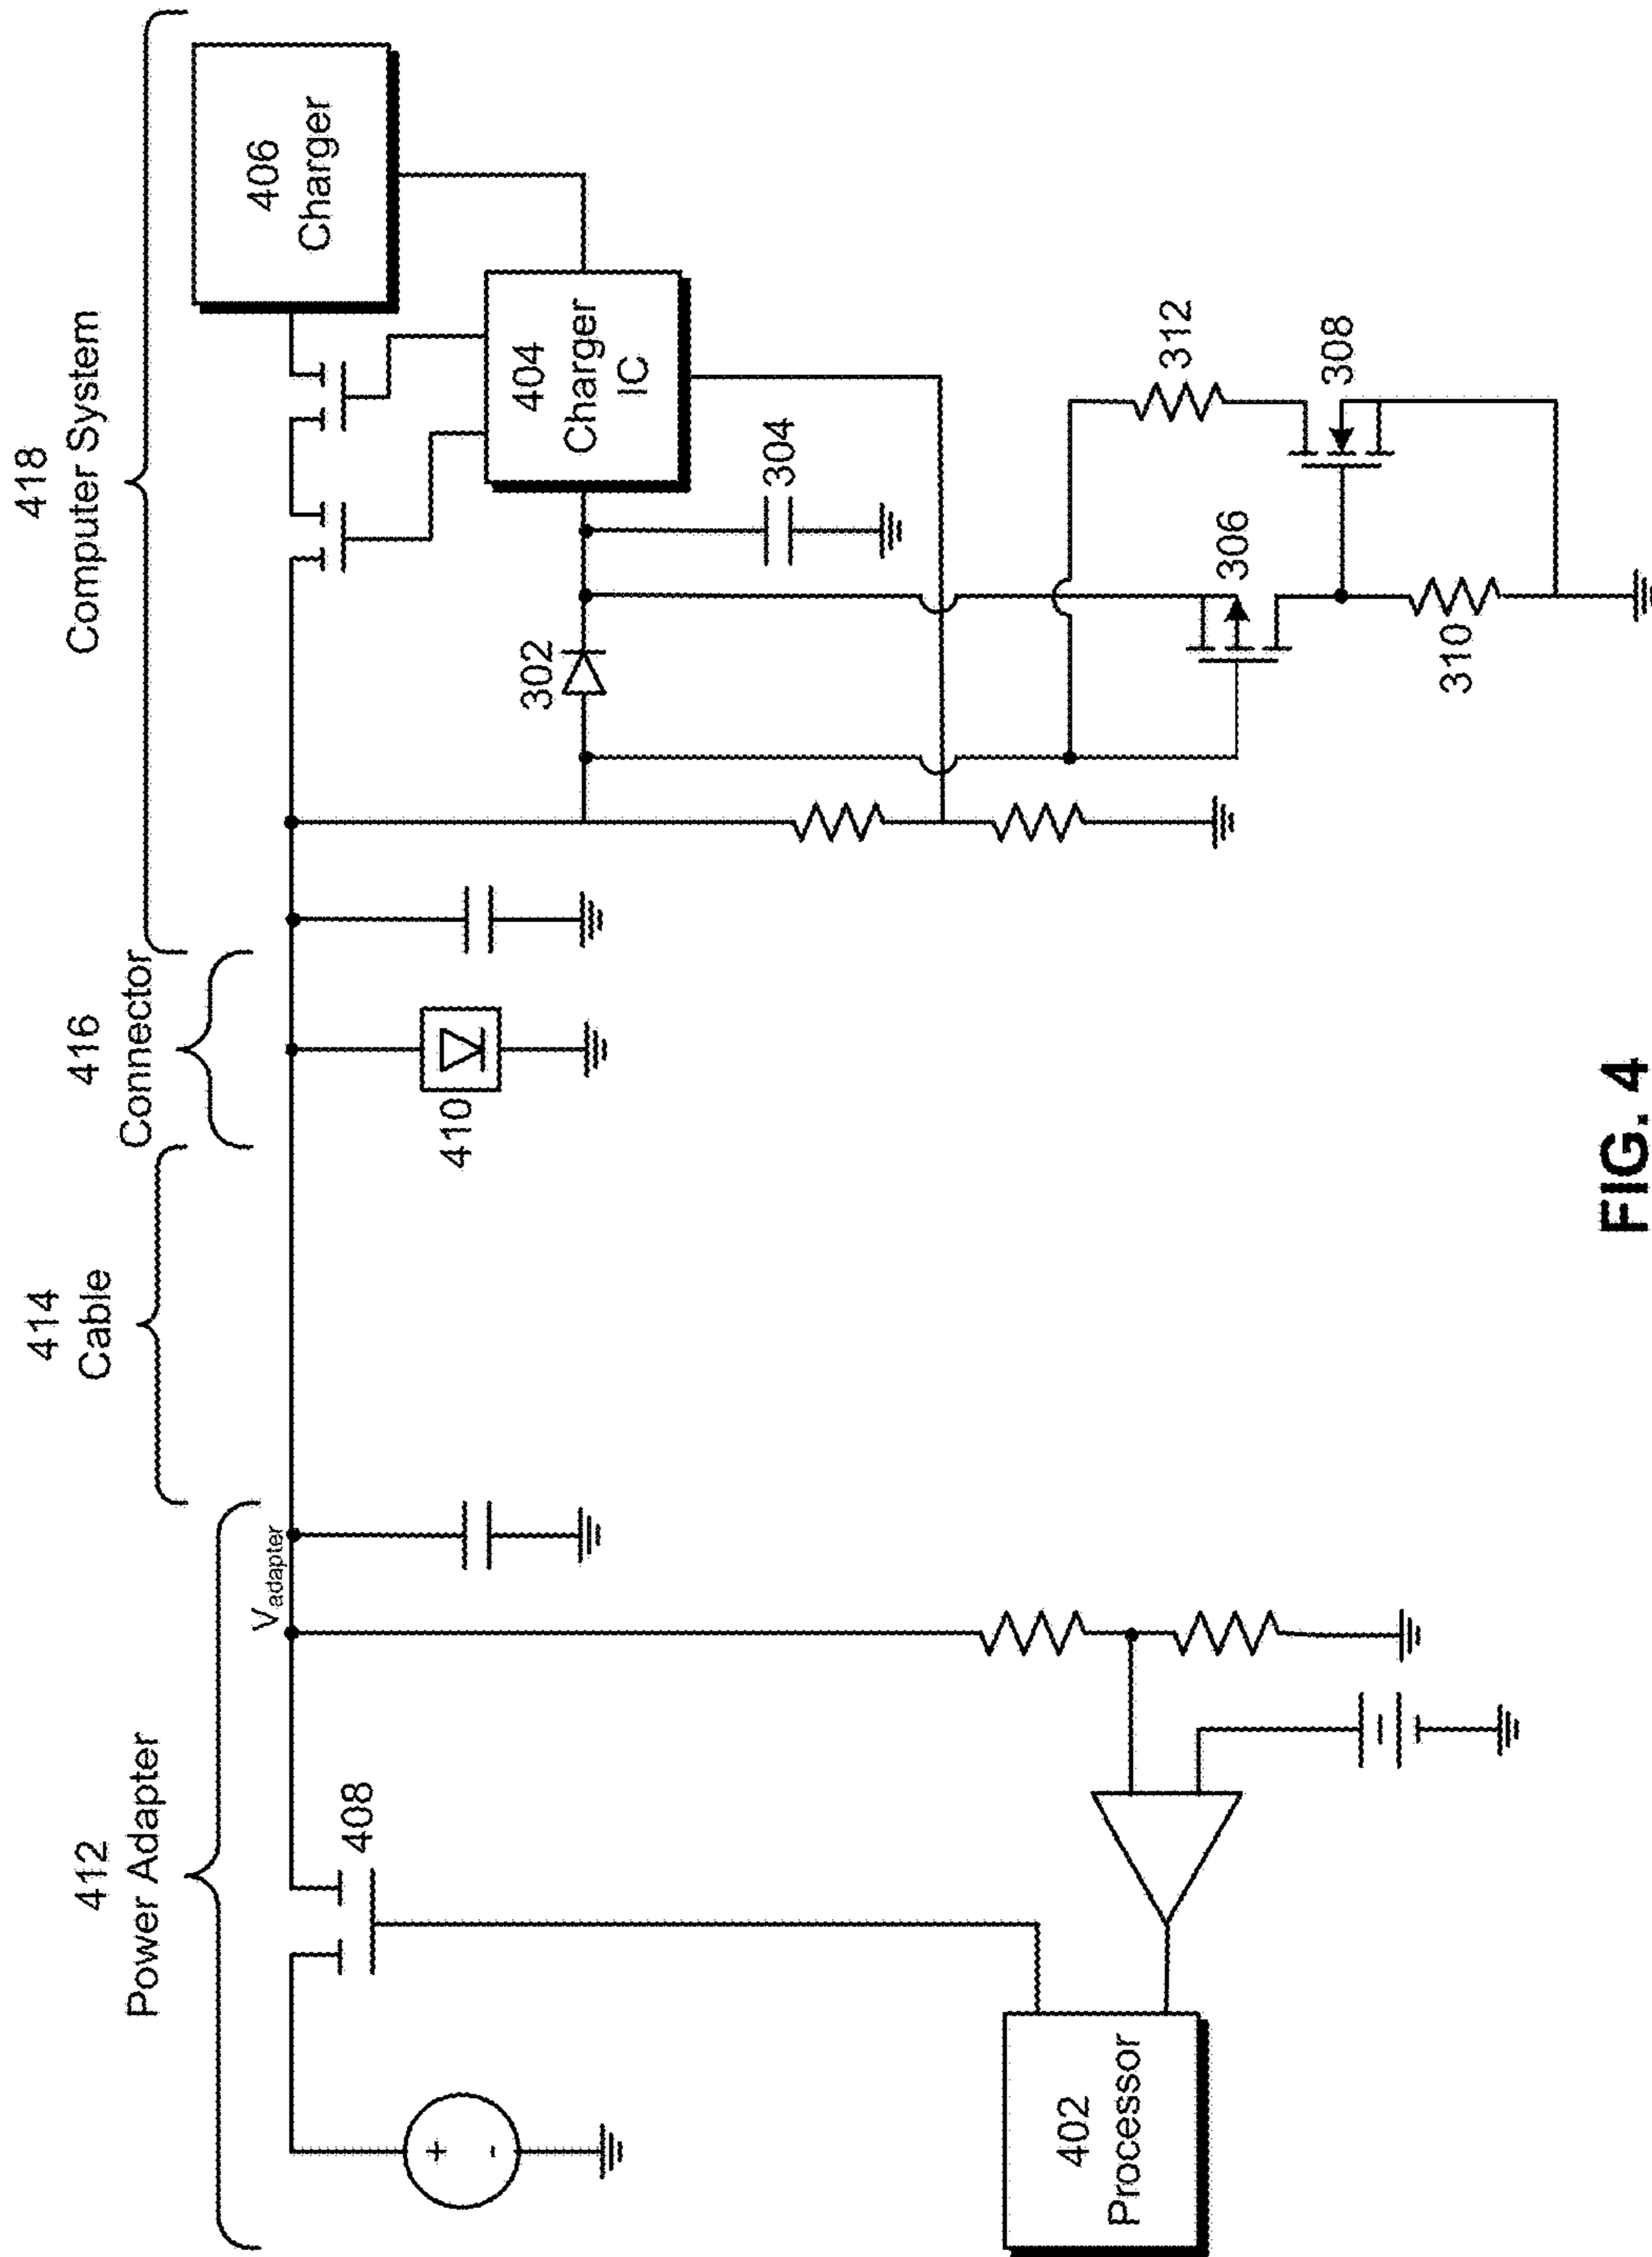 412
Power Adapter
414
Cable
416
Connector
418
Computer System
V adapter
408
+
-
402
Processor
410
302
304
404
Charger
IC
406
Charger
306
308
310
312
FIG. 4